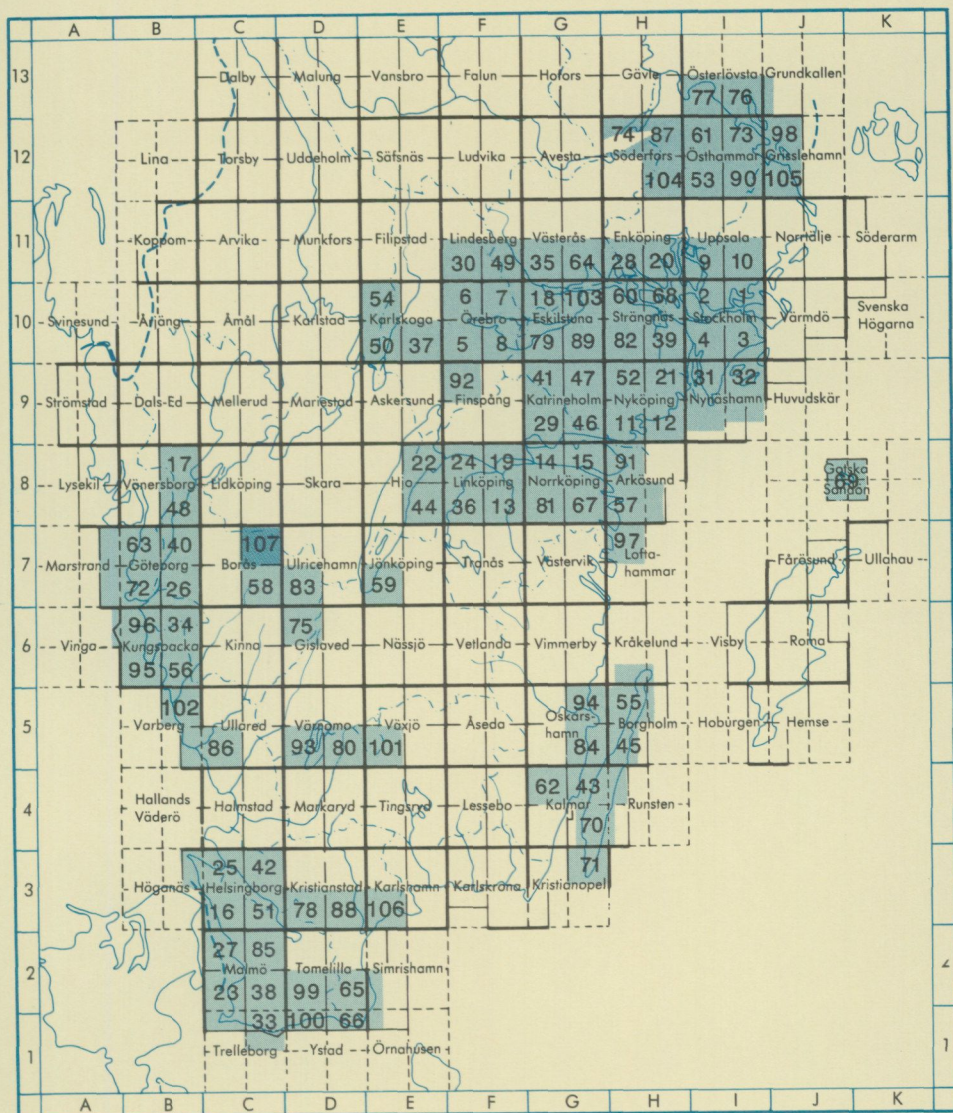 A B C D E F G H I J K
13 Dalby Malung Vansbro Falun Hofors Gävle Österlövsta Grundkallen
77 76
74 87 61 73 98
12 Lina Torsby Uddeholm Säfsnäs Ludvika Avesta Söderfors Östhammar Grisslehamn
104 53 90 105
11 Koppom Arvika Munkfors Filipstad Lindesberg Västerås Enköping Uppsala Norrtälje Söderarm
30 49 35 64 28 20 9 10
54 6 7 18 103 60 68 2 1
10 Svinesund Årjäng Åmål Karlstad Karlskoga Örebro Eskilstuna Strängnäs Stockholm Värmdö Svenska
Högarna
50 37 5 8 79 89 82 39 4 3
92 41 47 52 21 31 32
9 Strömstad Dals-Ed Mellerud Mariestad Askersund Finspång Katrineholm Nyköping Nynäshamn Huvudskär
29 46 11 12
17 22 24 19 14 15 91
8 Lysekil Vänersborg Lidköping Skara Hjo Linköping Norrköping Arkösund Gotska
Sandön
69
48 44 36 13 81 67 57
63 40 107 97
7 Marstrand Göteborg Borås Ulricehamn Jönköping Tranås Västervik Lofta-
hammar Fårösund Ullahau
72 26 58 83 59
96 34 75
6 Vinga Kungsbacka Kinna Gislaved Nässjö Vetlanda Vimmerby Kråkelund Visby Roma
95 56
102 94 55
5 Varberg Ullared Värnamo Växjö Åseda Oskars-
hamn Borgholm Hoburgen Hemse
86 93 80 101 84 45
62 43
4 Hallands
Väderö Halmstad Markaryd Tingsryd Lessebo Kalmar Runsten
70
25 42 71
3 Höganäs Helsingborg Kristianstad Karlshamn Karlskrona Kristianopel
16 51 78 88 106
27 85
2 Malmö Tomelilla Simrishamn 2
23 38 99 65
33 100 66
1 Trelleborg Ystad Örnahusen 1
A B C D E F G H I J K